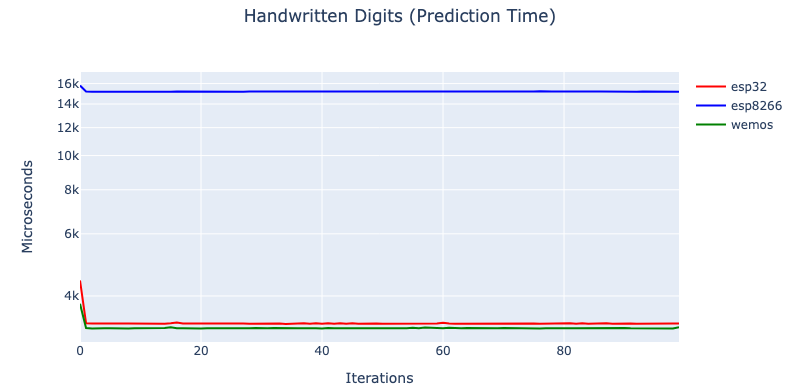 Handwritten Digits (Prediction Time)
16k
14k
12k
10k
8k
6k
4k
Microseconds
0 20 40 60 80
Iterations
esp32
esp8266
wemos